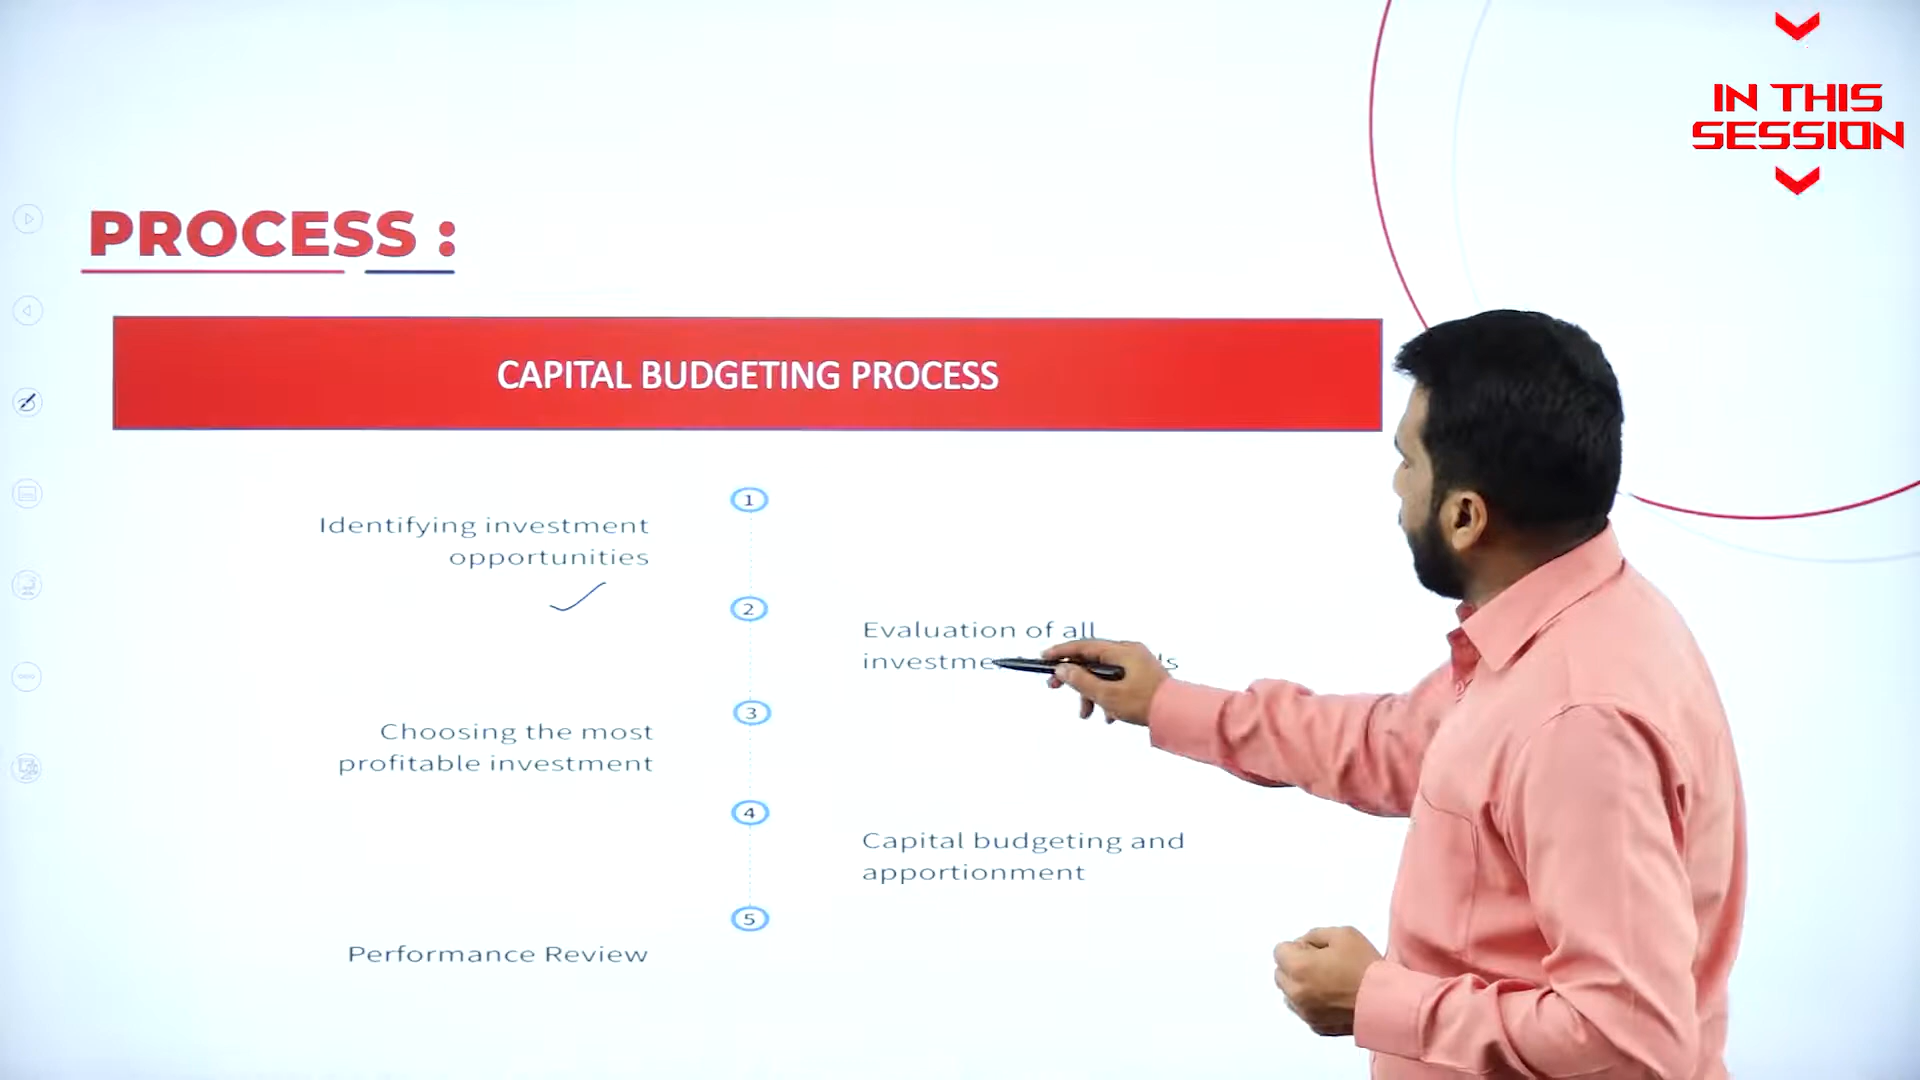 IN THIS
SESSION
PROCESS :
CAPITAL BUDGETING PROCESS
1
Identifying investment
opportunities
2
Evaluation of all
3
Choosing the most
profitable investment
4
Capital budgeting and
apportionment
5
Performance Review